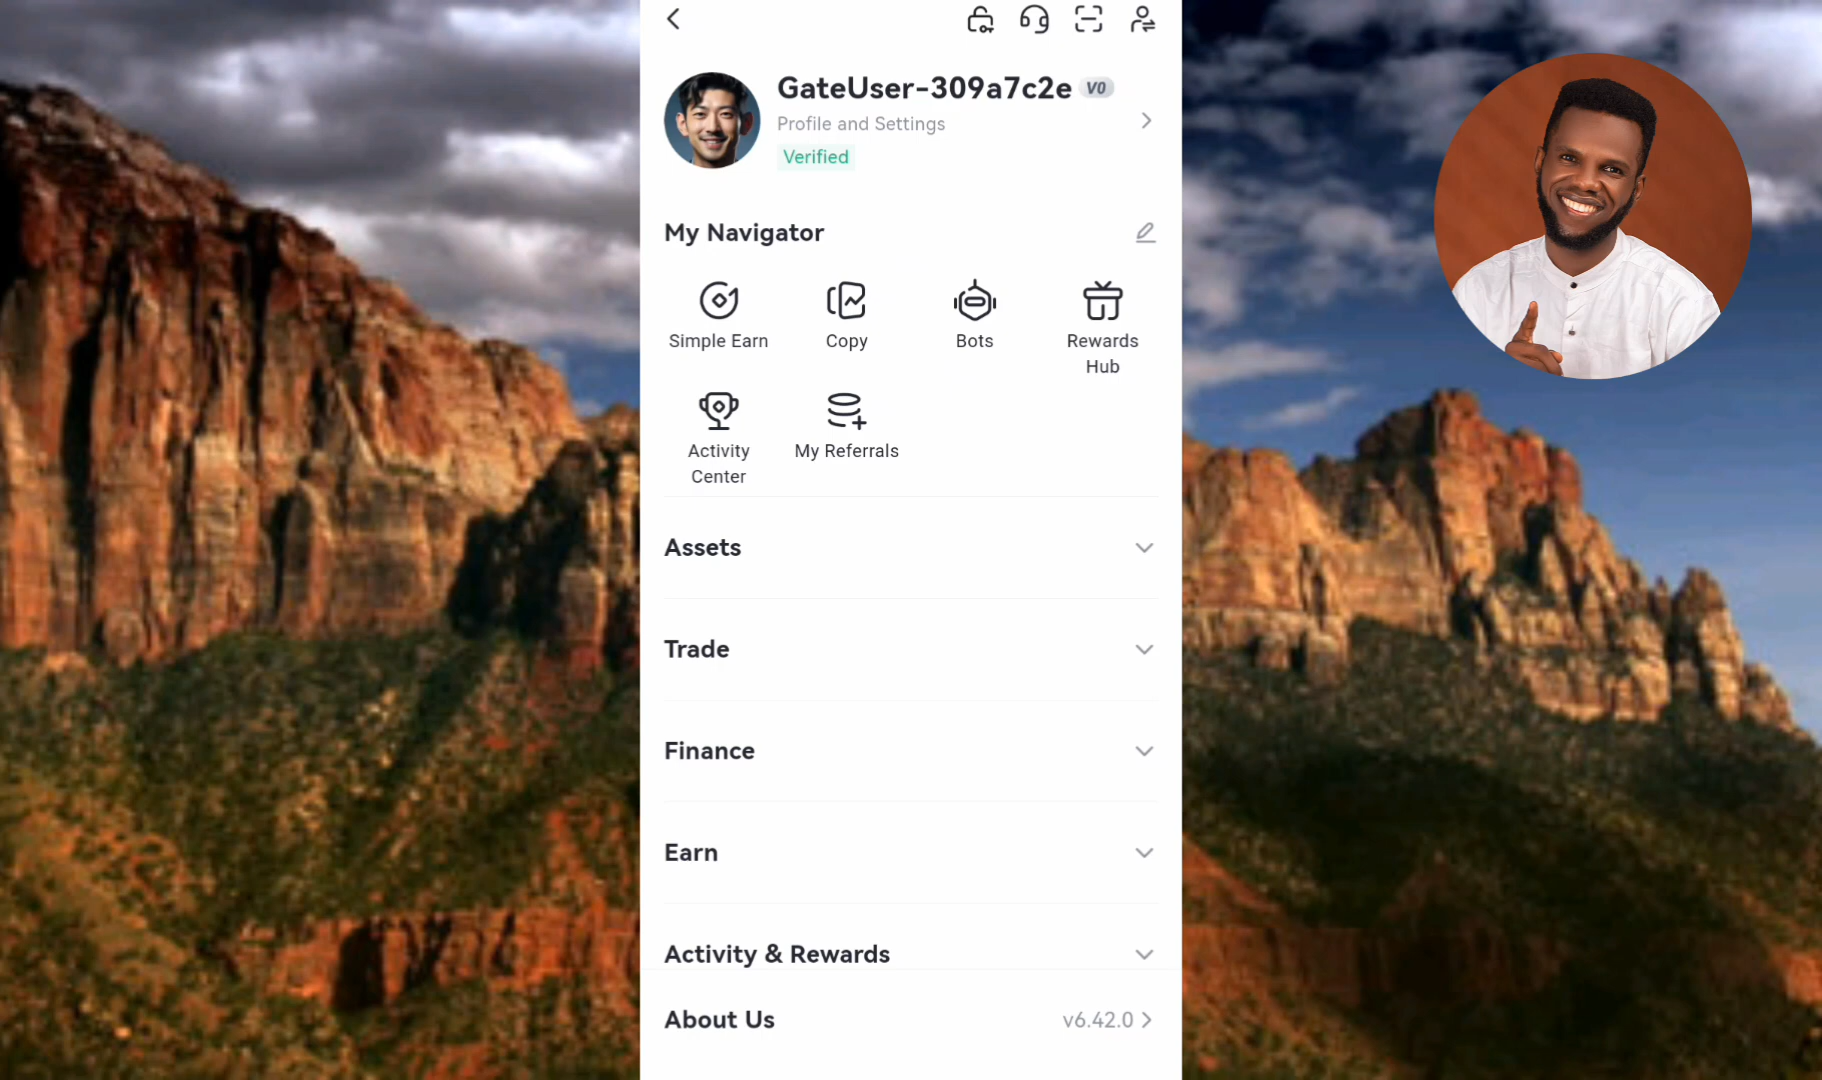 GateUser-309a7c2e V0
Profile and Settings
Verified
My Navigator
Simple Earn
Copy
Bots
Rewards
Hub
Activity
Center
My Referrals
Assets
Trade
Finance
Earn
Activity & Rewards
About Us v6.42.0